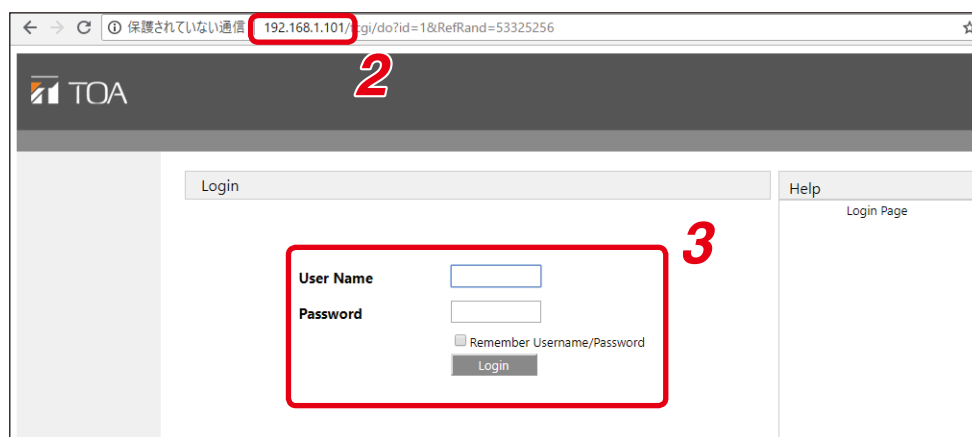 保護されていない通信 192.168.1.101/cgi/do?id=1&RefRand=53325256
2
TOA
Login
Help
Login Page
3
User Name
Password
Remember Username/Password
Login